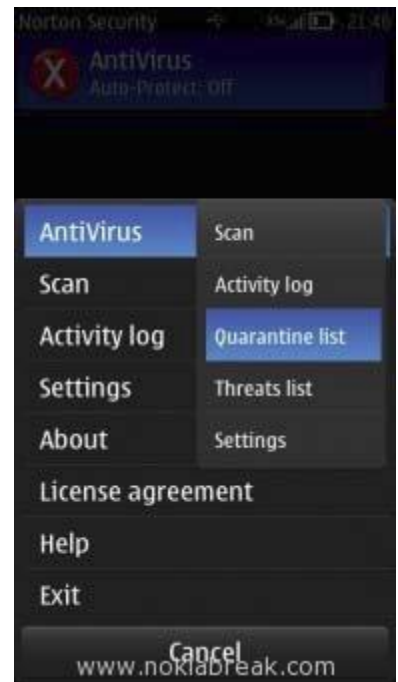 Norton Security 21:46
AntiVirus
Auto-Protect: Off
AntiVirus
Scan
Activity log
Settings
About
License agreement
Help
Exit
Scan
Activity log
Quarantine list
Threats list
Settings
Cancel
www.nokiabreak.com